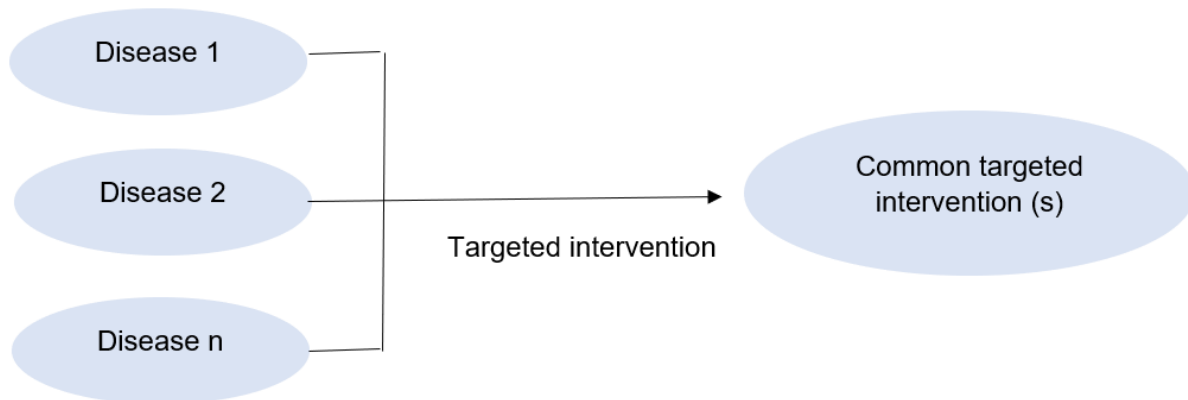 Disease 1
Disease 2
Disease n
Targeted intervention
Common targeted
intervention (s)